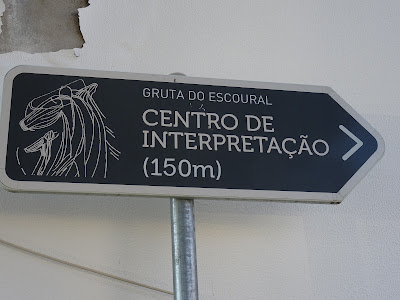 GRUTA DO ESCOURAL
CENTRO DE
INTERPRETAÇÃO
(150m)